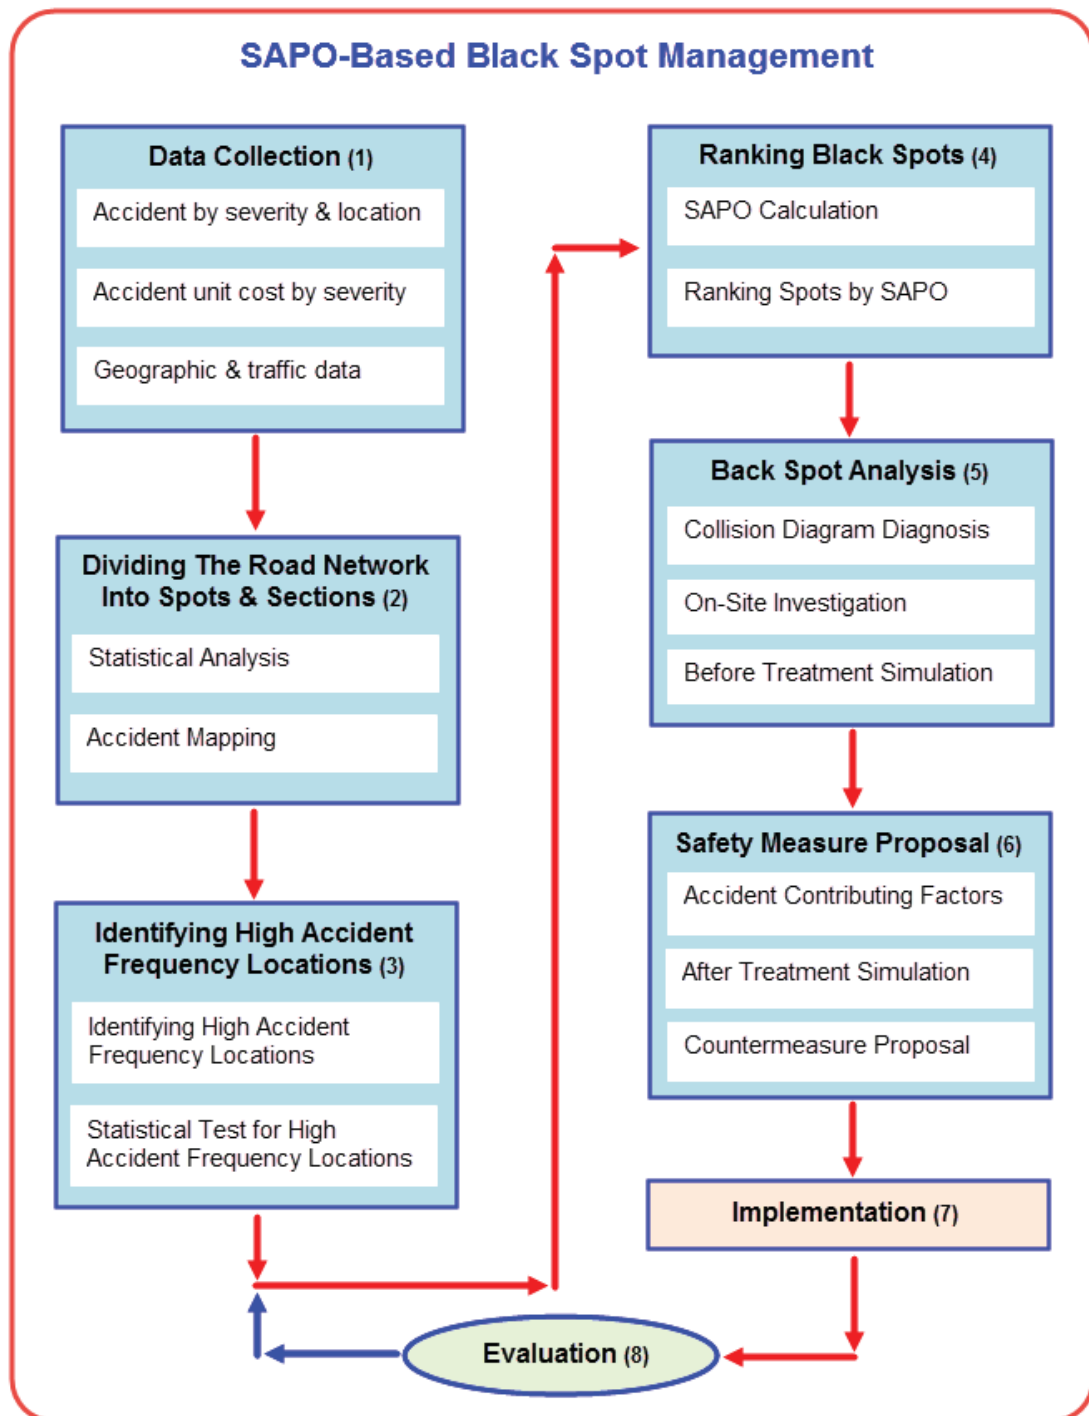 SAPO-Based Black Spot Management
Data Collection (1)
Accident by severity & location
Accident unit cost by severity
Geographic & traffic data
Dividing The Road Network
Into Spots & Sections (2)
Statistical Analysis
Accident Mapping
Identifying High Accident
Frequency Locations (3)
Identifying High Accident
Frequency Locations
Statistical Test for High
Accident Frequency Locations
Ranking Black Spots (4)
SAPO Calculation
Ranking Spots by SAPO
Back Spot Analysis (5)
Collision Diagram Diagnosis
On-Site Investigation
Before Treatment Simulation
Safety Measure Proposal (6)
Accident Contributing Factors
After Treatment Simulation
Countermeasure Proposal
Implementation (7)
Evaluation (8)